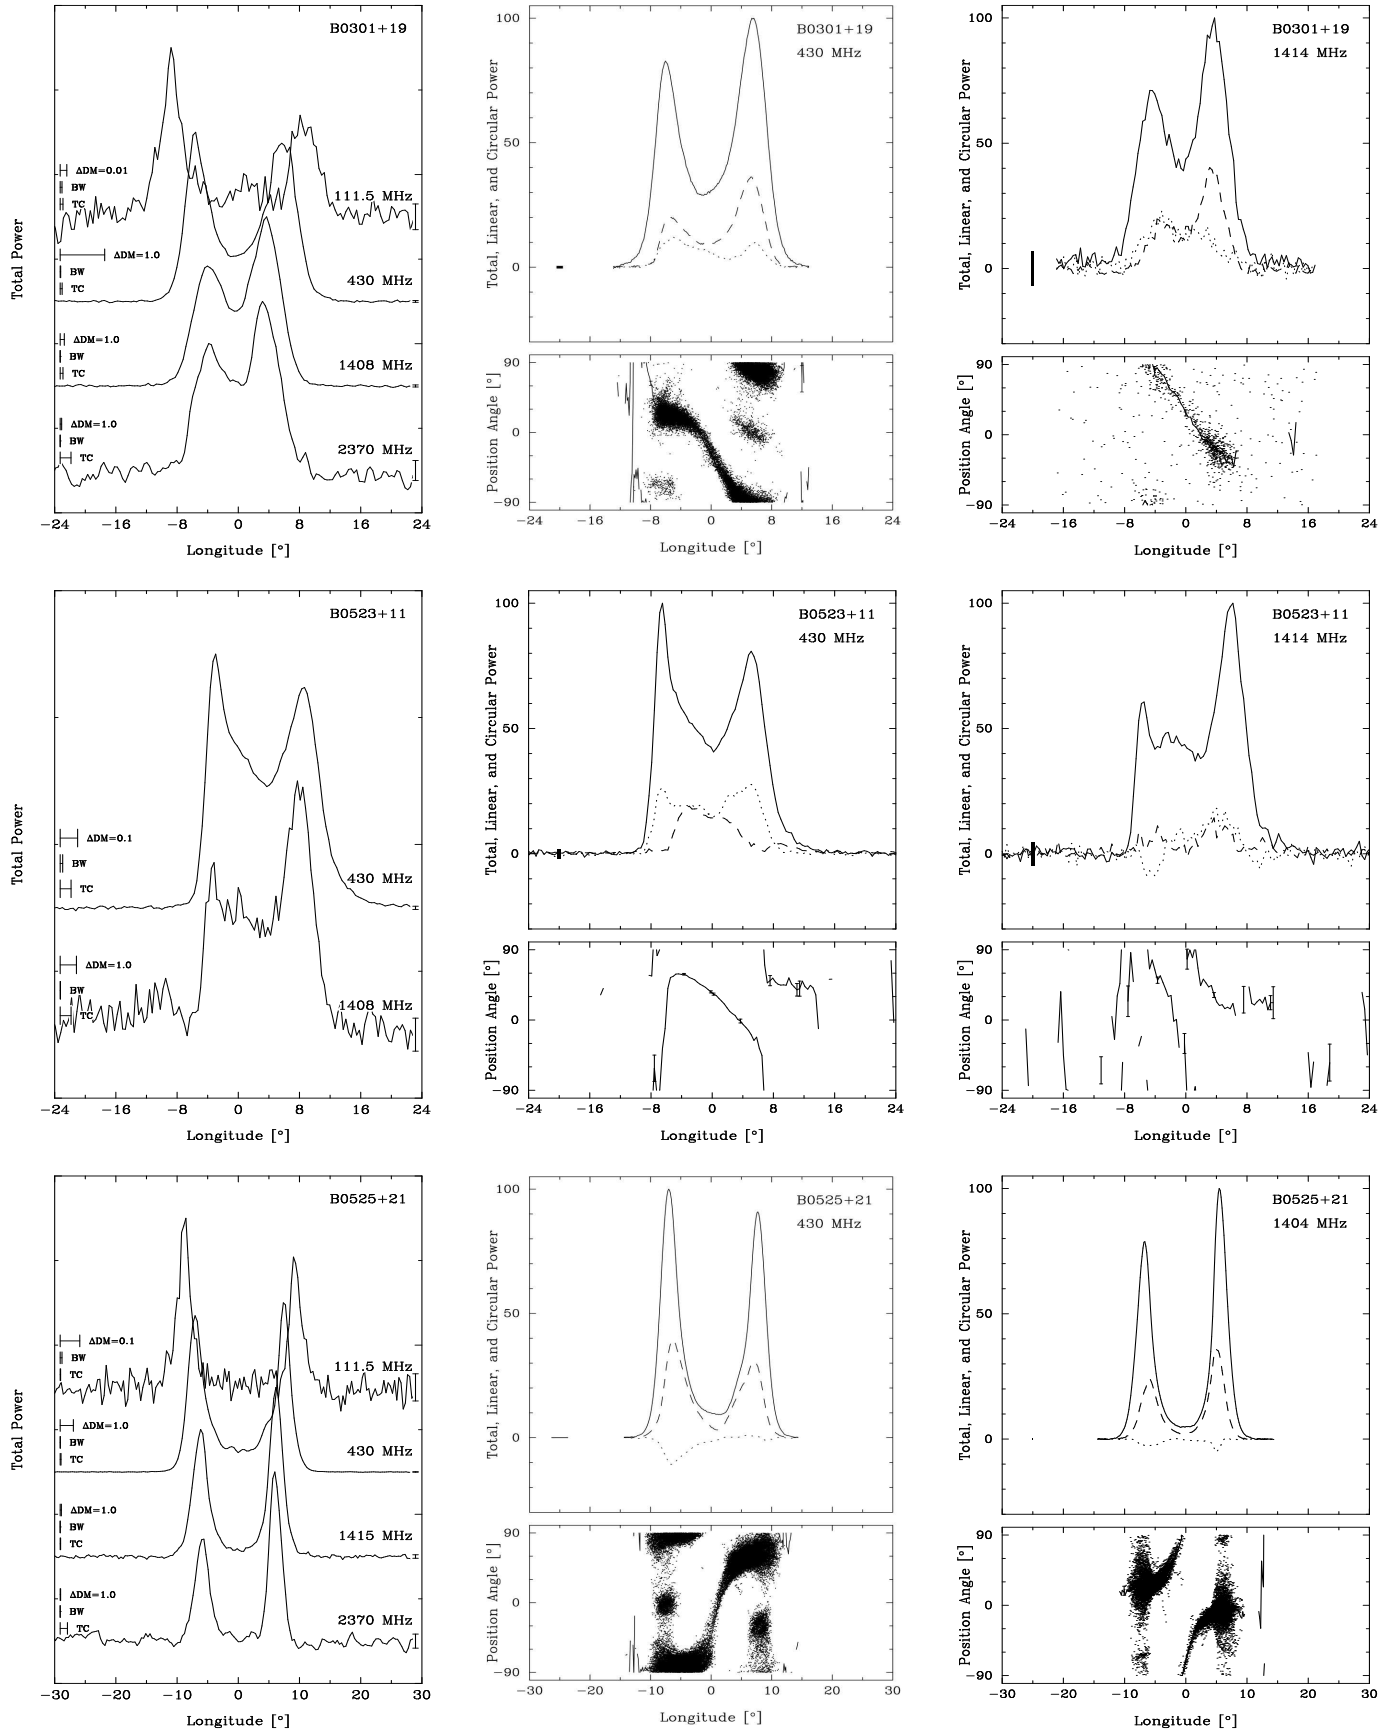 B0301+19
ΔDM=0.01
BW
TC
111.5 MHz
ΔDM=1.0
BW
TC
430 MHz
ΔDM=1.0
BW
TC
1408 MHz
ΔDM=1.0
BW
TC
2370 MHz
Total Power
−24 −16 −8 0 8 16 24
Longitude [°]
B0301+19
430 MHz
100
50
0
Total, Linear, and Circular Power
90
0
−90
Position Angle [°]
−24 −16 −8 0 8 16 24
Longitude [°]
B0301+19
1414 MHz
100
50
0
Total, Linear, and Circular Power
90
0
−90
Position Angle [°]
−24 −16 −8 0 8 16 24
Longitude [°]
B0523+11
ΔDM=0.1
BW
TC
430 MHz
ΔDM=1.0
BW
TC
1408 MHz
Total Power
−24 −16 −8 0 8 16 24
Longitude [°]
B0523+11
430 MHz
100
50
0
Total, Linear, and Circular Power
90
0
−90
Position Angle [°]
−24 −16 −8 0 8 16 24
Longitude [°]
B0523+11
1414 MHz
100
50
0
Total, Linear, and Circular Power
90
0
−90
Position Angle [°]
−24 −16 −8 0 8 16 24
Longitude [°]
B0525+21
ΔDM=0.1
BW
TC
111.5 MHz
ΔDM=1.0
BW
TC
430 MHz
ΔDM=1.0
BW
TC
1415 MHz
ΔDM=1.0
BW
TC
2370 MHz
Total Power
−30 −20 −10 0 10 20 30
Longitude [°]
B0525+21
430 MHz
100
50
0
Total, Linear, and Circular Power
90
0
−90
Position Angle [°]
−30 −20 −10 0 10 20 30
Longitude [°]
B0525+21
1404 MHz
100
50
0
Total, Linear, and Circular Power
90
0
−90
Position Angle [°]
−30 −20 −10 0 10 20 30
Longitude [°]